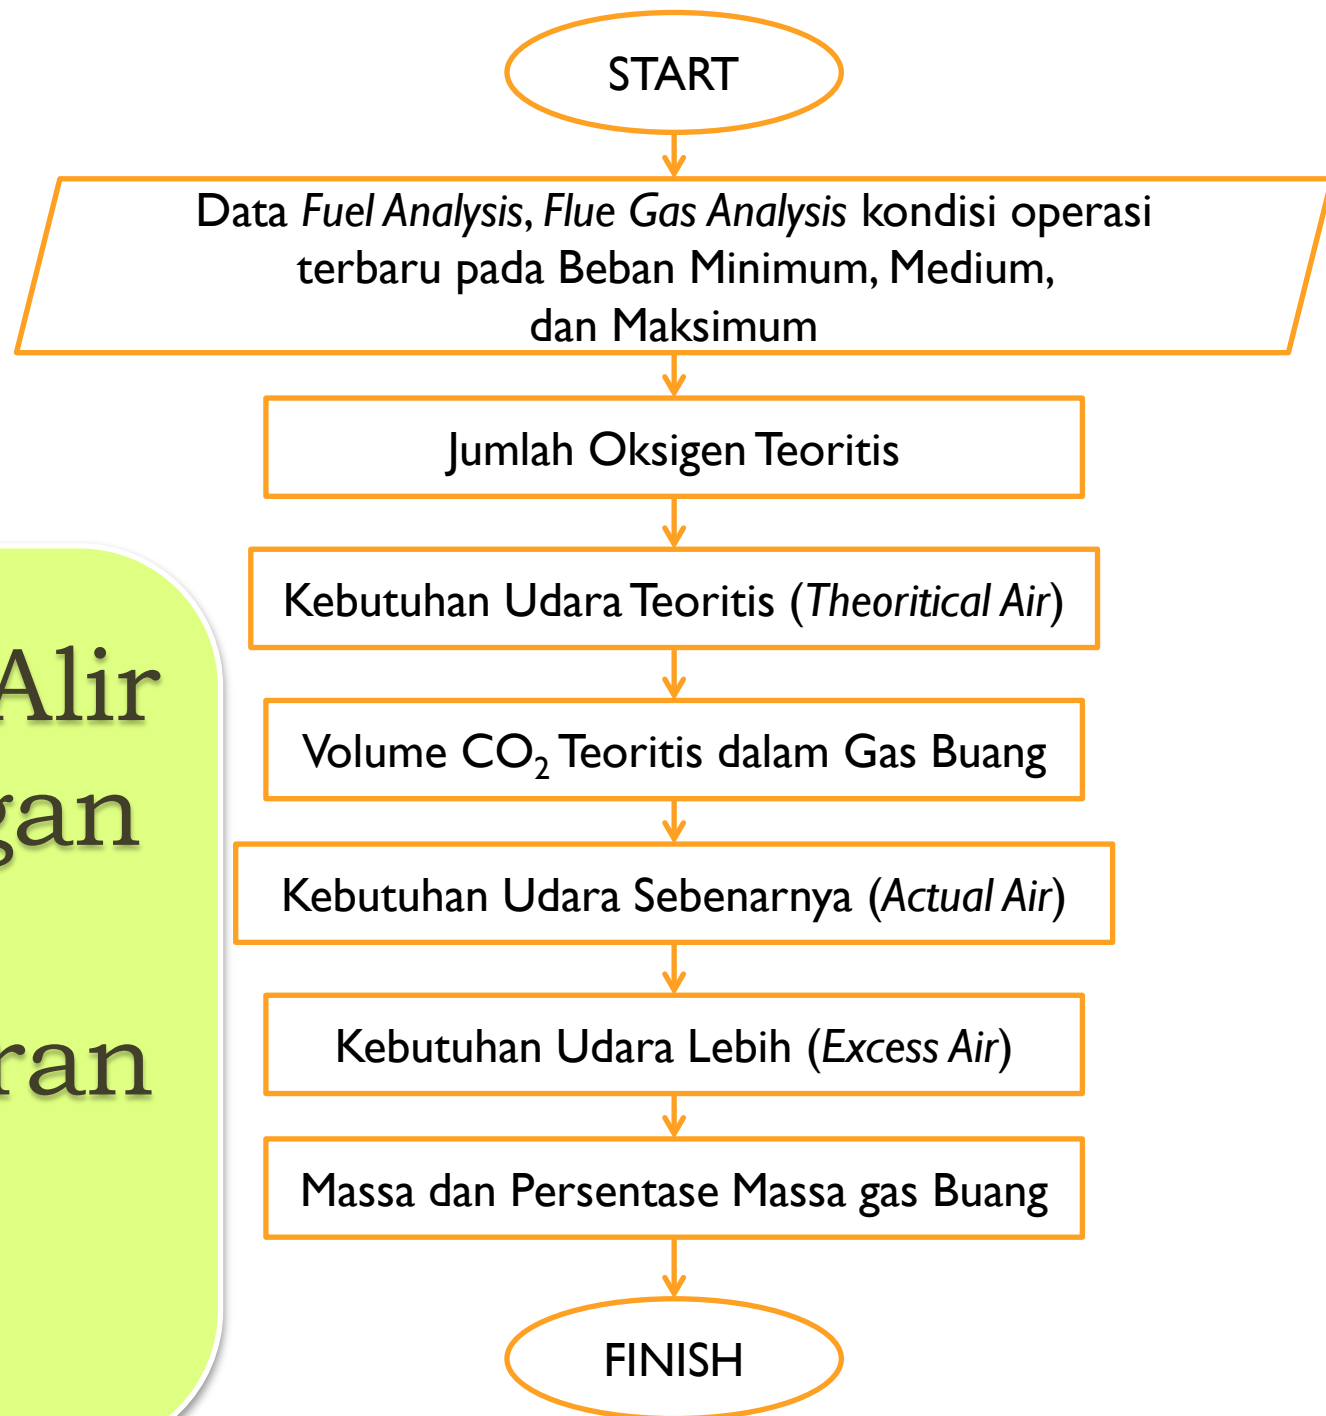 START
Data Fuel Analysis, Flue Gas Analysis kondisi operasi
terbaru pada Beban Minimum, Medium,
dan Maksimum
Jumlah Oksigen Teoritis
Kebutuhan Udara Teoritis (Theoritical Air)
Volume CO₂ Teoritis dalam Gas Buang
Kebutuhan Udara Sebenarnya (Actual Air)
Kebutuhan Udara Lebih (Excess Air)
Massa dan Persentase Massa gas Buang
FINISH
Alir
gan
ran